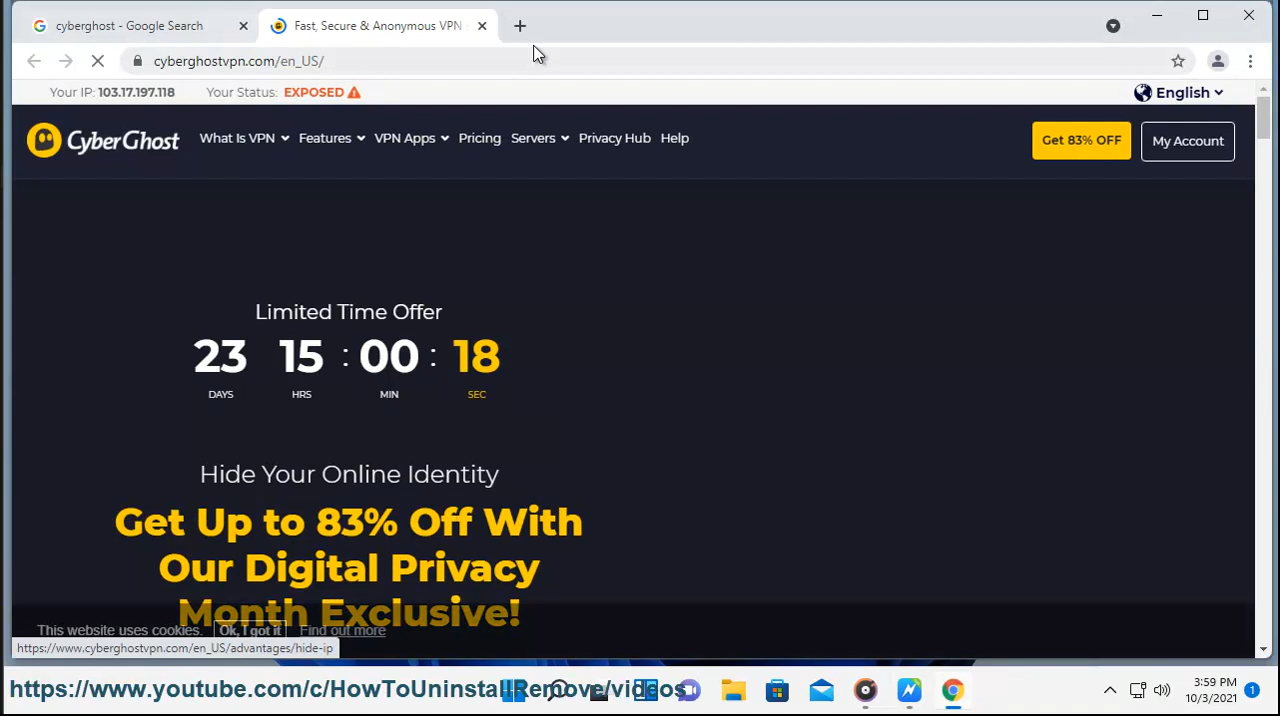 cyberghost - Google Search
Fast, Secure & Anonymous VPN
cyberghostvpn.com/en_US/
Your IP: 103.17.197.118 Your Status: EXPOSED
English
CyberGhost
What Is VPN Features VPN Apps Pricing Servers Privacy Hub Help
Get 83% OFF
My Account
Limited Time Offer
23 15 : 00 : 18
DAYS HRS MIN SEC
Hide Your Online Identity
Get Up to 83% Off With
Our Digital Privacy
Month Exclusive!
This website uses cookies. Ok, I got it Find out more
https://www.cyberghostvpn.com/en_US/advantages/hide-ip
https://www.youtube.com/c/HowToUninstallRemove/videos
3:59 PM
10/3/2021
1